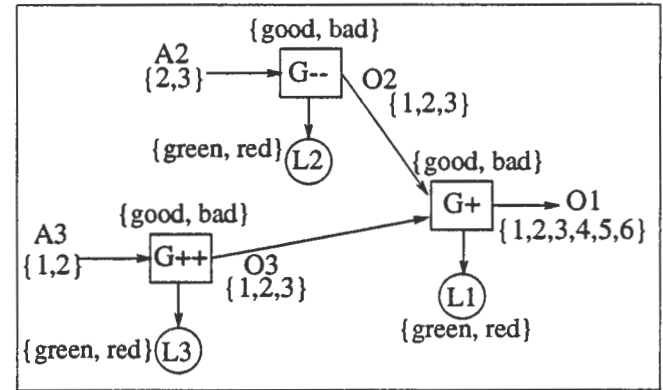 {good, bad}
A2
{2,3}
G--
O2
{1,2,3}
{green, red}
L2
{good, bad}
G+
O1
{1,2,3,4,5,6}
{good, bad}
A3
{1,2}
G++
O3
{1,2,3}
L1
{green, red}
{green, red}
L3